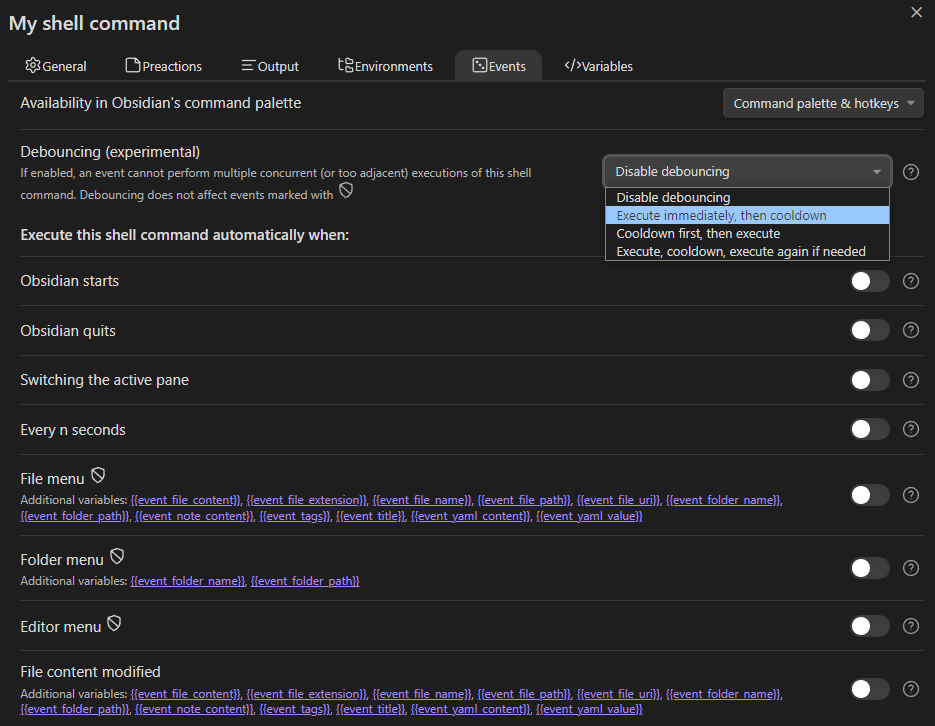 My shell command
General Preactions Output Environments Events </>Variables
Availability in Obsidian's command palette
Command palette & hotkeys
Debouncing (experimental)
If enabled, an event cannot perform multiple concurrent (or too adjacent) executions of this shell
command. Debouncing does not affect events marked with
Disable debouncing
Disable debouncing
Execute immediately, then cooldown
Cooldown first, then execute
Execute, cooldown, execute again if needed
Execute this shell command automatically when:
Obsidian starts
Obsidian quits
Switching the active pane
Every n seconds
File menu
Additional variables: {{event_file_content}}, {{event_file_extension}}, {{event_file_name}}, {{event_file_path}}, {{event_file_uri}}, {{event_folder_name}},
{{event_folder_path}}, {{event_note_content}}, {{event_tags}}, {{event_title}}, {{event_yaml_content}}, {{event_yaml_value}}
Folder menu
Additional variables: {{event_folder_name}}, {{event_folder_path}}
Editor menu
File content modified
Additional variables: {{event_file_content}}, {{event_file_extension}}, {{event_file_name}}, {{event_file_path}}, {{event_file_uri}}, {{event_folder_name}},
{{event_folder_path}}, {{event_note_content}}, {{event_tags}}, {{event_title}}, {{event_yaml_content}}, {{event_yaml_value}}